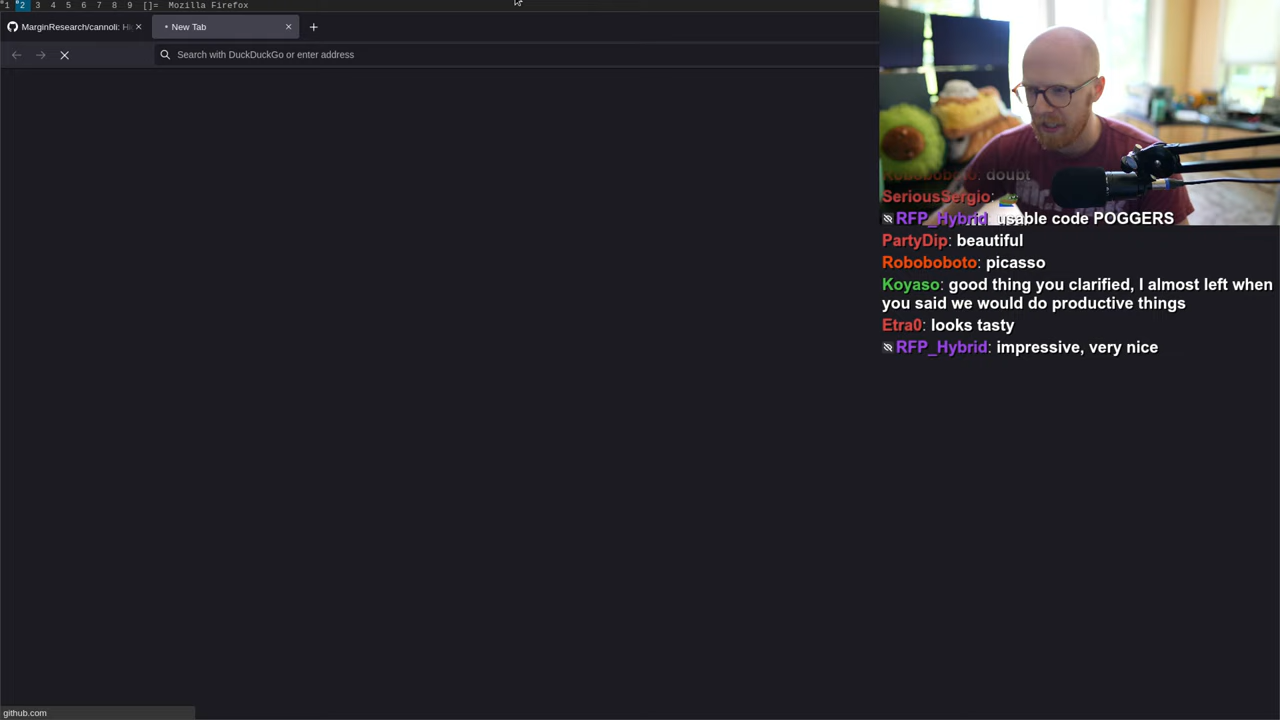 1 2 3 4 5 6 7 8 9 []= Mozilla Firefox
MarginResearch/cannoli: Hi
New Tab
Search with DuckDuckGo or enter address
Roboboboto: doubt
SeriousSergio:
RFP_Hybrid: usable code POGGERS
PartyDip: beautiful
Roboboboto: picasso
Koyaso: good thing you clarified, I almost left when
you said we would do productive things
Etra0: looks tasty
RFP_Hybrid: impressive, very nice
github.com